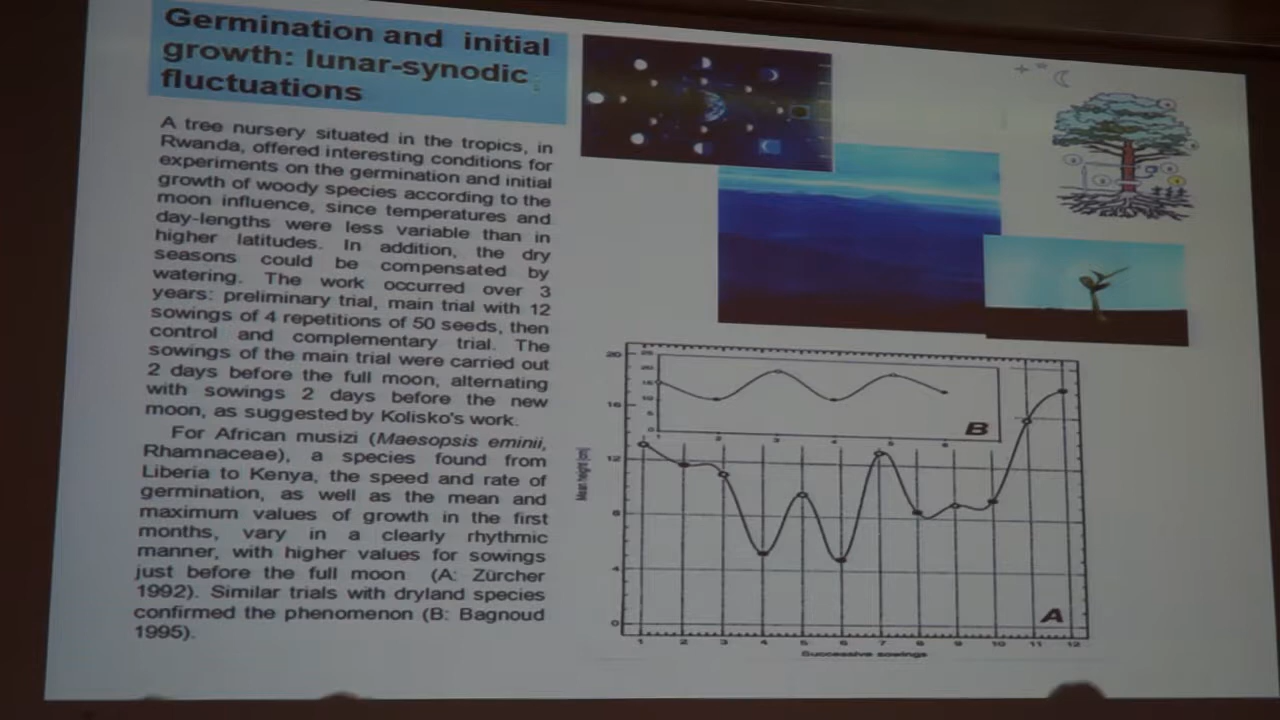 Germination and initial
growth: lunar-synodic
fluctuations
A tree nursery situated in the tropics, in
Rwanda, offered interesting conditions for
experiments on the germination and initial
growth of woody species according to the
moon influence, since temperatures and
day-lengths were less variable than in
higher latitudes. In addition, the dry
seasons could be compensated by
watering. The work occurred over 3
years: preliminary trial, main trial with 12
sowings of 4 repetitions of 50 seeds, then
control and complementary trial. The
sowings of the main trial were carried out
2 days before the full moon, alternating
with sowings 2 days before the new
moon, as suggested by Kolisko's work.
For African musizi (Maesopsis eminii,
Rhamnaceae), a species found from
Liberia to Kenya, the speed and rate of
germination, as well as the mean and
maximum values of growth in the first
months, vary in a clearly rhythmic
manner, with higher values for sowings
just before the full moon (A: Zürcher
1992). Similar trials with dryland species
confirmed the phenomenon (B: Bagnoud
1995).
B
1 2 3 4 5 6
Mean height (cm)
20
16
12
8
4
0
A
1 2 3 4 5 6 7 8 9 10 11 12
Successive sowings